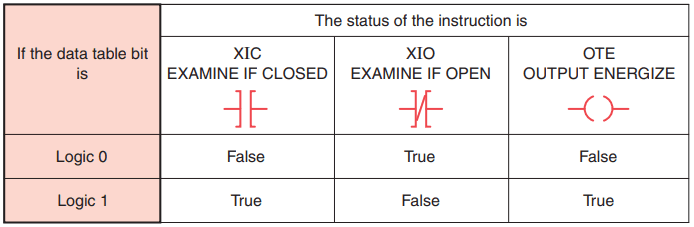 The status of the instruction is
If the data table bit
is
XIC
EXAMINE IF CLOSED
XIO
EXAMINE IF OPEN
OTE
OUTPUT ENERGIZE
Logic 0
False
True
False
Logic 1
True
False
True